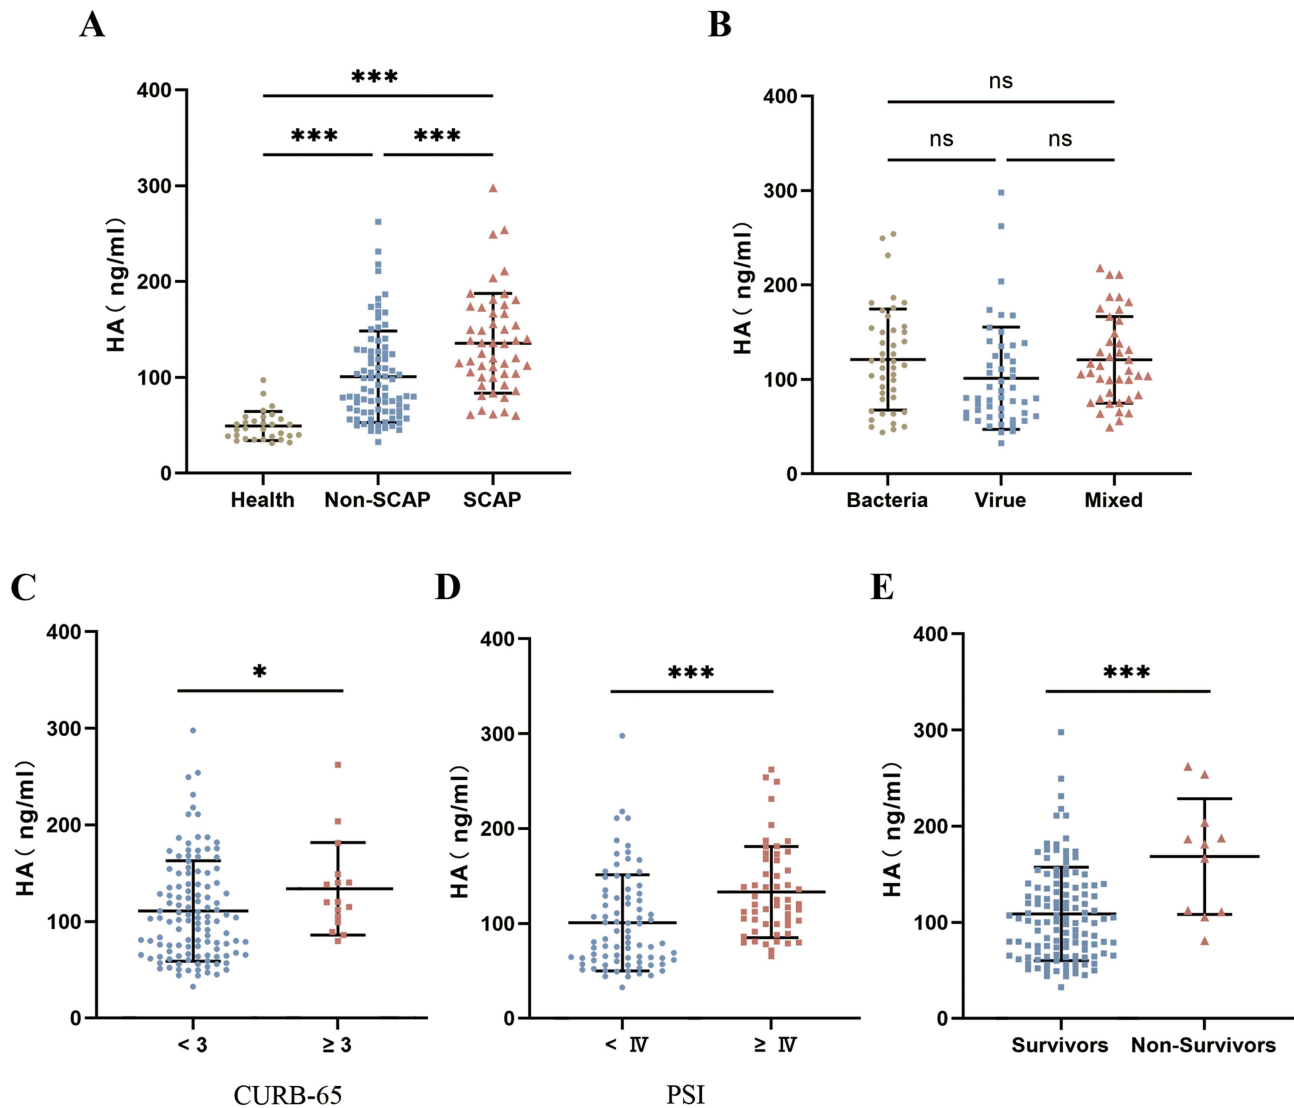 A
B
***
***
***
400
300
200
100
0
HA( ng/ml)
Health
Non-SCAP
SCAP
ns
ns
ns
400
300
200
100
0
HA( ng/ml)
Bacteria
Virue
Mixed
C
D
E
*
400
300
200
100
0
HA( ng/ml)
< 3
≥ 3
CURB-65
***
400
300
200
100
0
HA( ng/ml)
< Ⅳ
≥ Ⅳ
PSI
***
400
300
200
100
0
HA( ng/ml)
Survivors
Non-Survivors